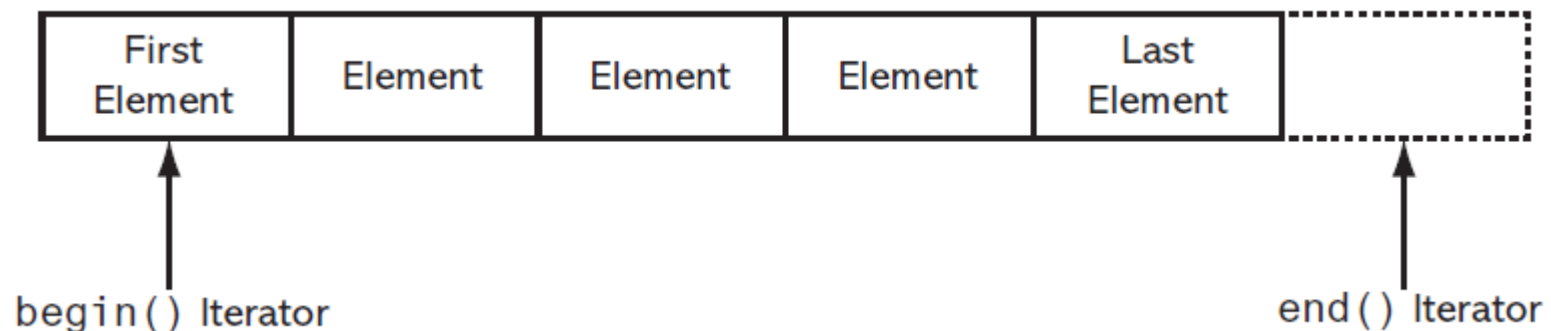 First
Element
Element
Element
Element
Last
Element
begin() Iterator
end() Iterator